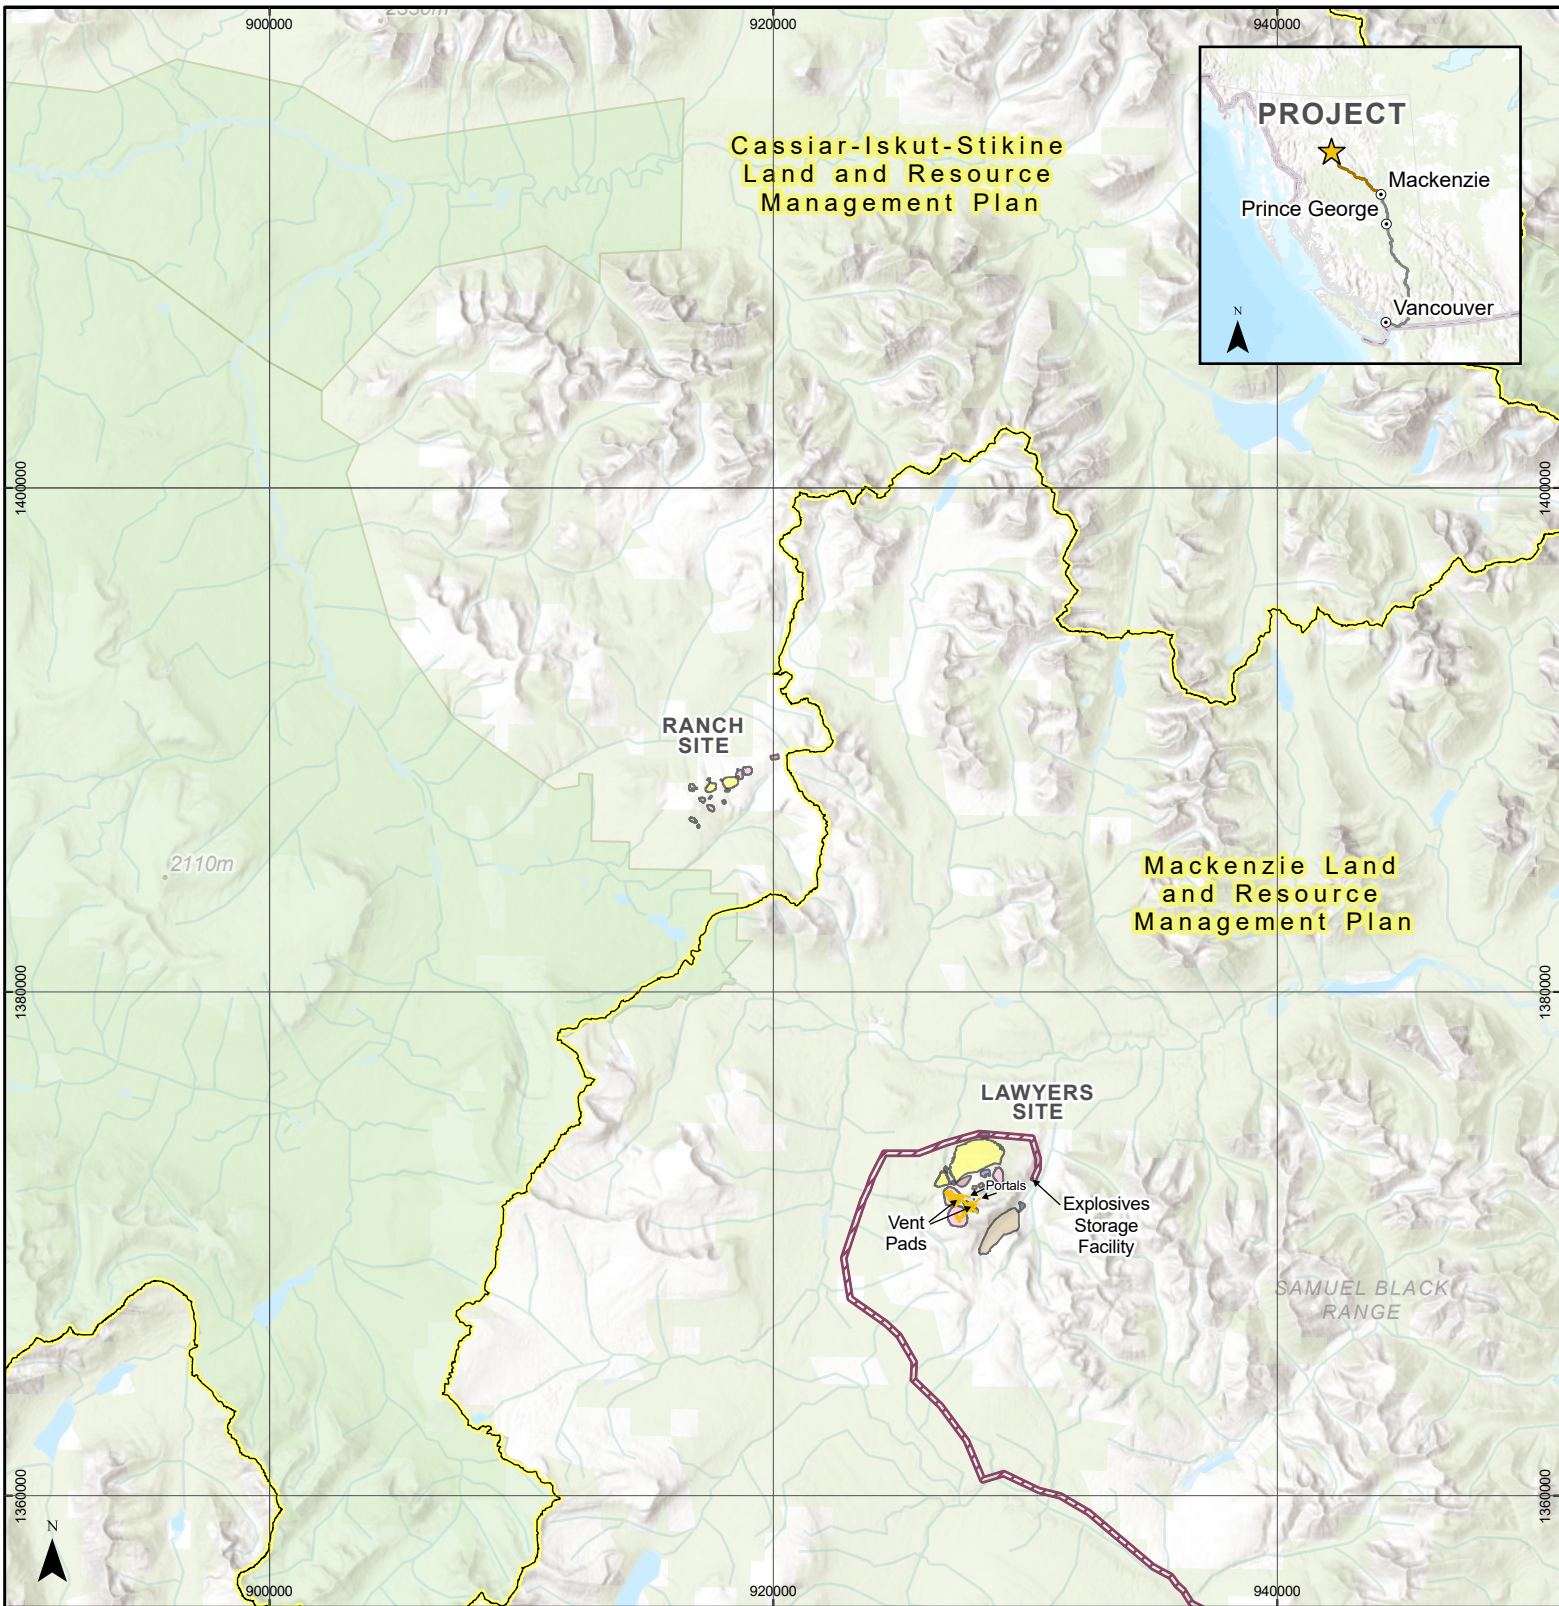 2350m
900000
920000
940000
PROJECT
Mackenzie
Prince George
Vancouver
N
Cassiar-Iskut-Stikine
Land and Resource
Management Plan
1400000
1400000
RANCH
SITE
2110m
Mackenzie Land
and Resource
Management Plan
1380000
1380000
LAWYERS
SITE
Portals
Vent
Pads
Explosives
Storage
Facility
SAMUEL BLACK
RANGE
1360000
1360000
N
900000
920000
940000